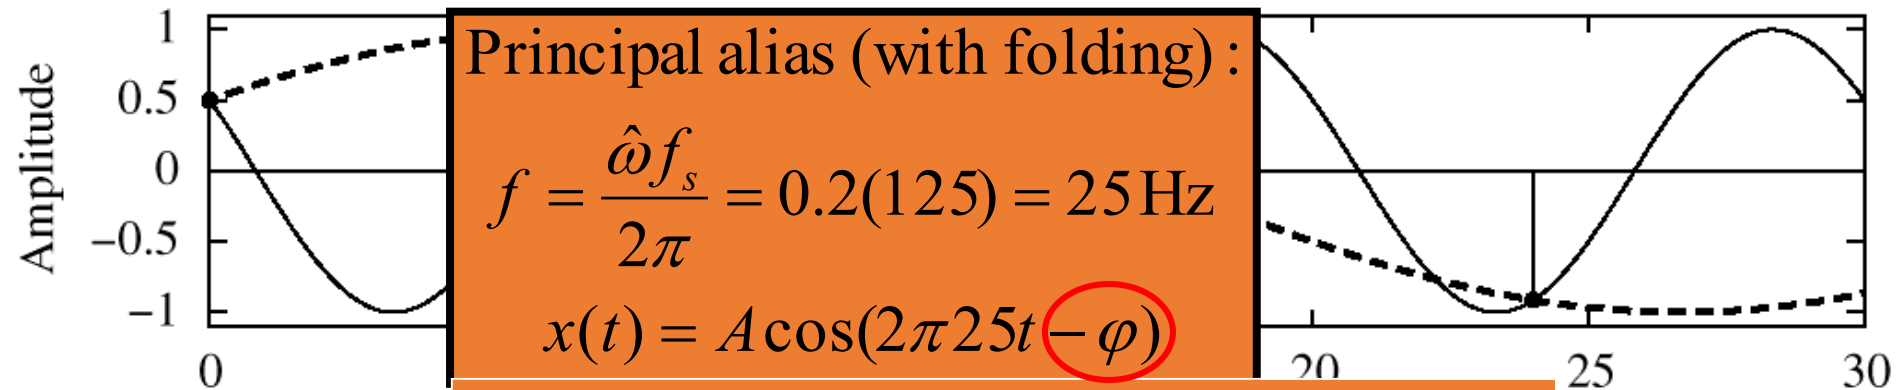 Amplitude
1
0.5
0
−0.5
−1
Principal alias (with folding) :
f = ω̂f_s / 2π = 0.2(125) = 25 Hz
x(t) = A cos(2π25t − φ)
0 20 25 30